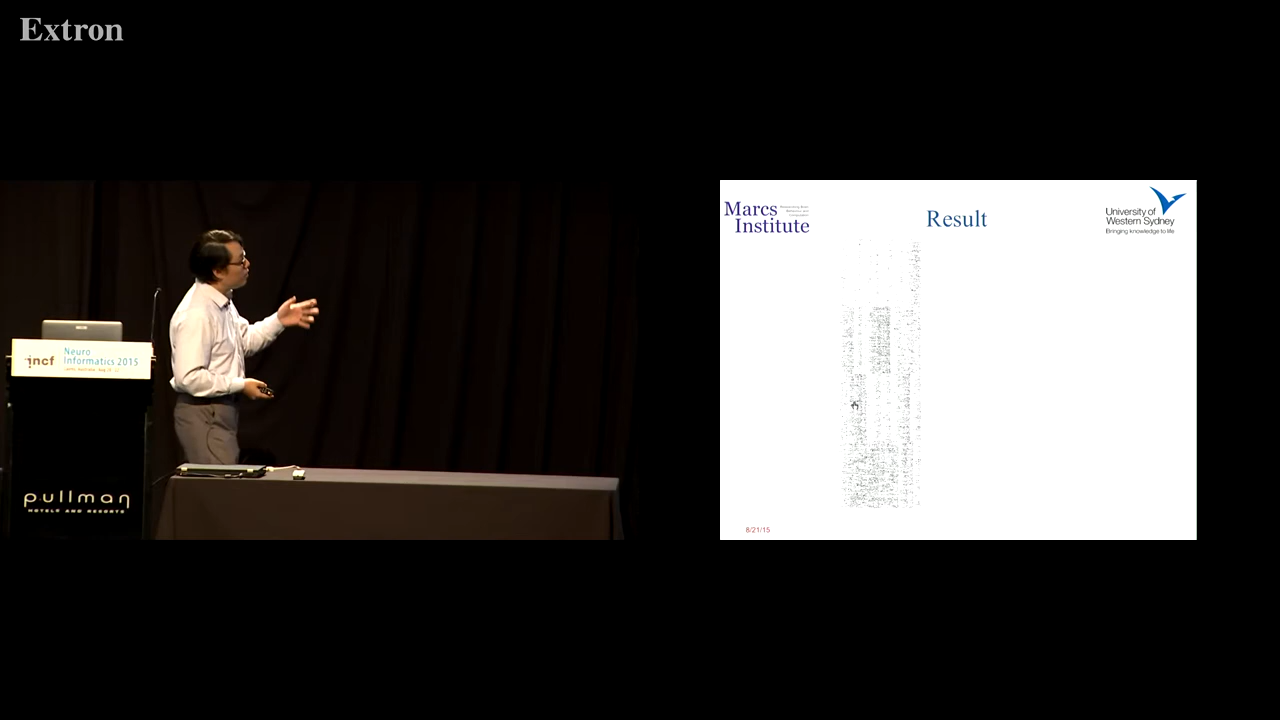 Extron
incf
Neuro
Informatics 2015
pullman
HOTELS AND RESORTS
Marcs
Institute
Result
University of
Western Sydney
Bringing knowledge to life
8/21/15